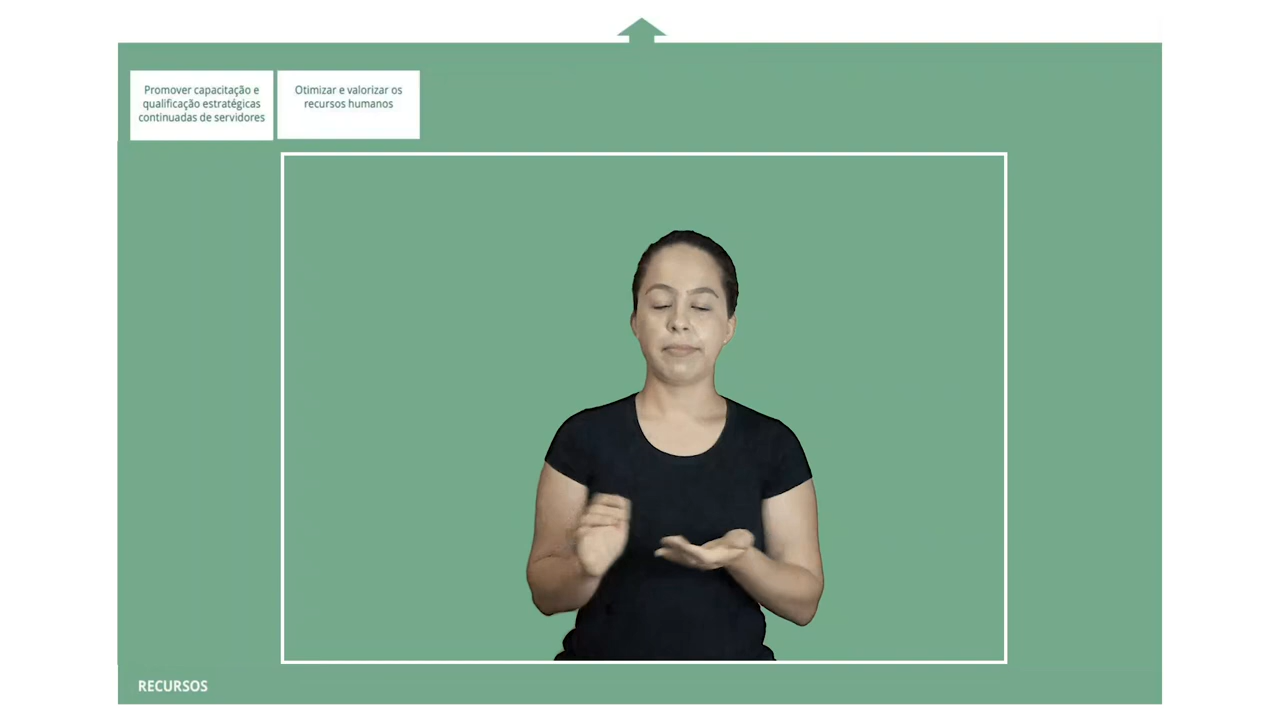 Promover capacitação e
qualificação estratégicas
continuadas de servidores
Otimizar e valorizar os
recursos humanos
RECURSOS